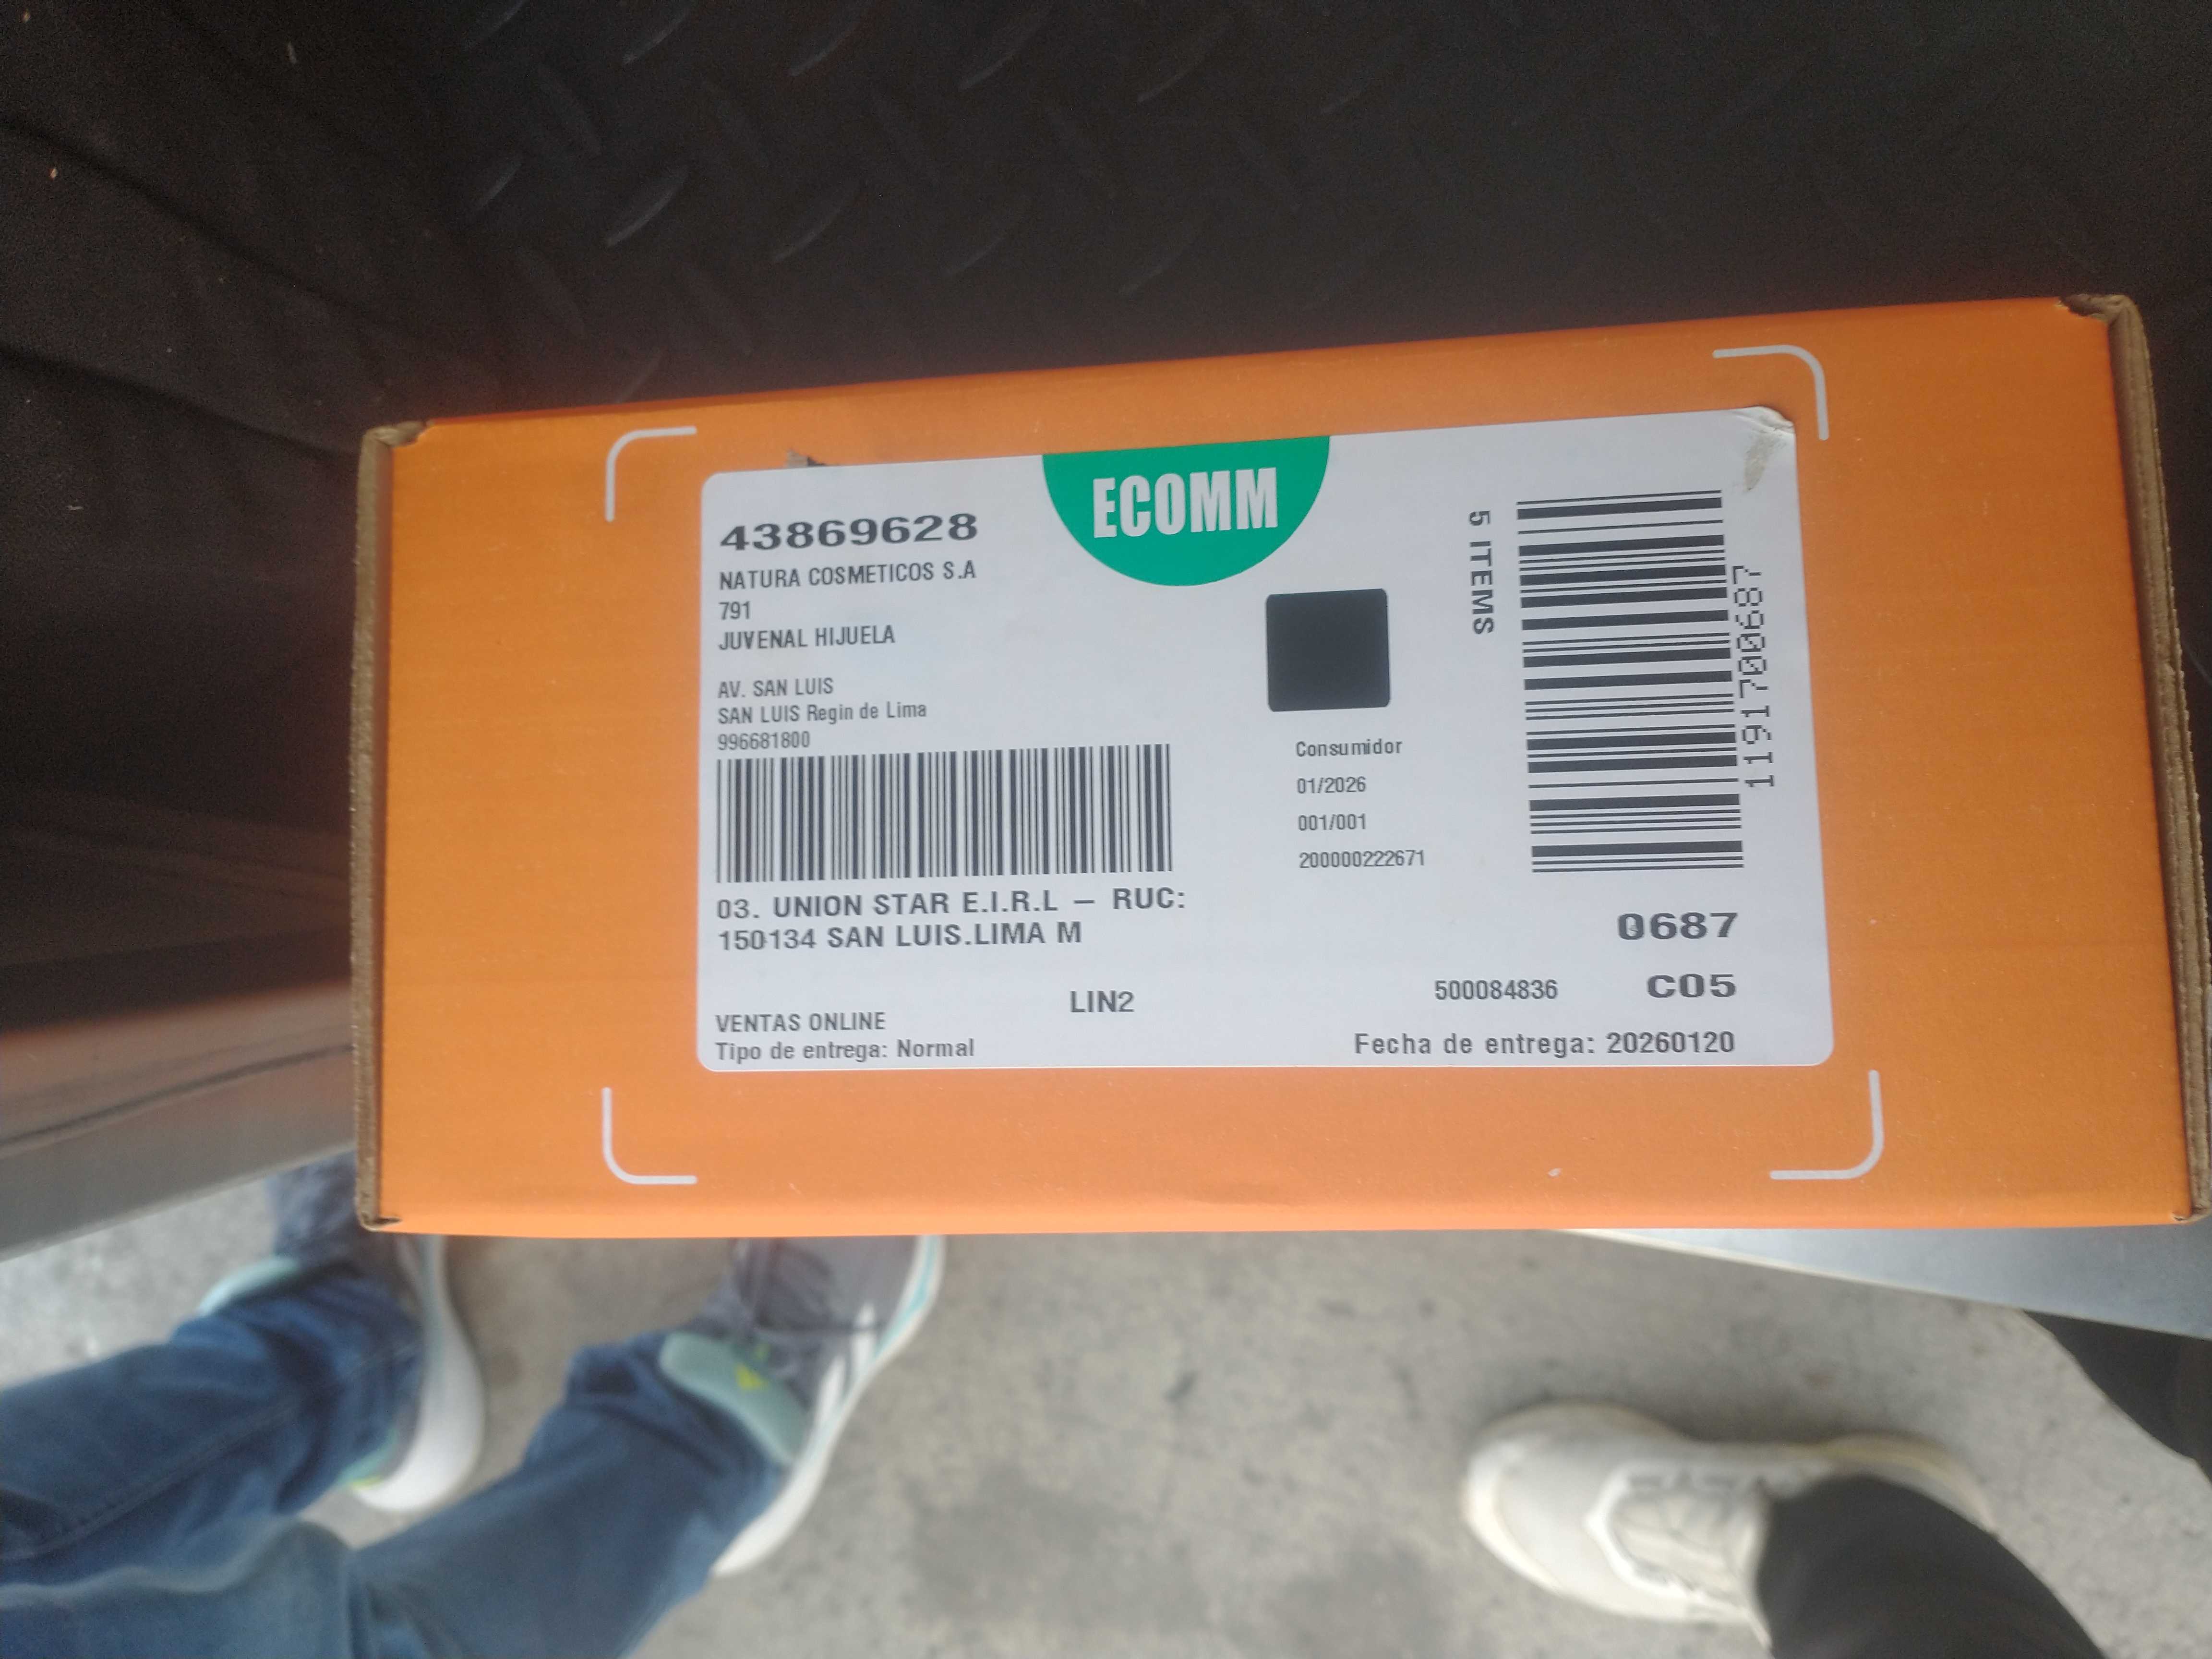 ECOMM
43869628
NATURA COSMETICOS S.A
791
JUVENAL HIJUELA
AV. SAN LUIS
SAN LUIS Regin de Lima
996681800
03. UNION STAR E.I.R.L – RUC:
150134 SAN LUIS.LIMA M
LIN2
VENTAS ONLINE
Tipo de entrega: Normal
Consumidor
01/2026
001/001
200000222671
5 ITEMS
1191700687
0687
500084836 C05
Fecha de entrega: 20260120